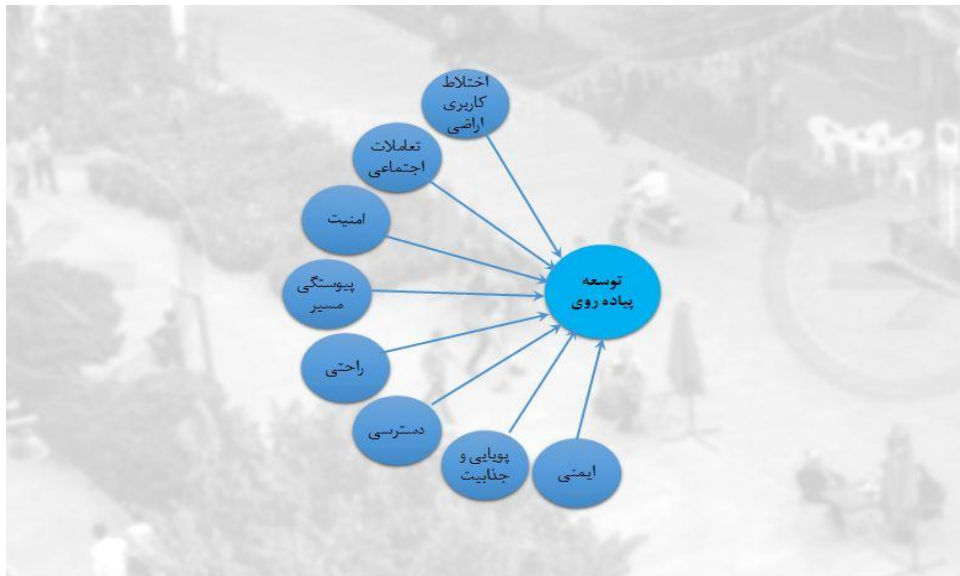 اختلاط
کاربری
اراضی
تعاملات
اجتماعی
امنیت
پیوستگی
مسیر
راحتی
دسترسی
پویایی و
جذابیت
ایمنی
توسعه
پیاده روی